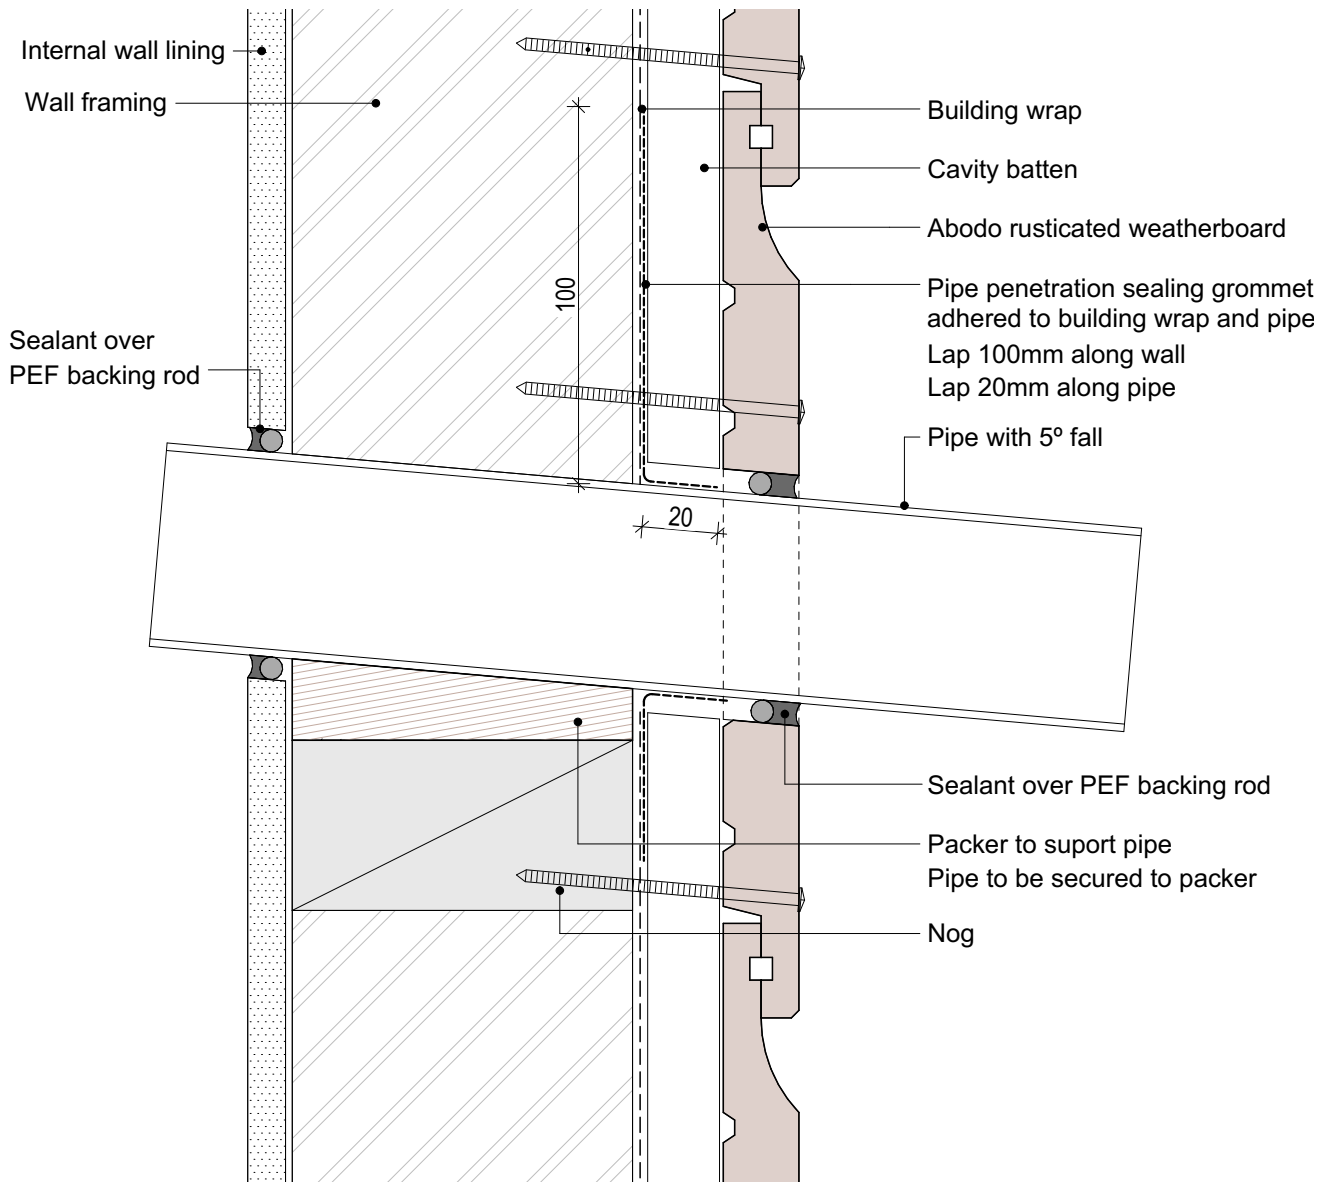 Internal wall lining
Wall framing
Building wrap
Cavity batten
Abodo rusticated weatherboard
100
Pipe penetration sealing grommet
adhered to building wrap and pipe
Lap 100mm along wall
Lap 20mm along pipe
Sealant over
PEF backing rod
Pipe with 5º fall
20
Sealant over PEF backing rod
Packer to suport pipe
Pipe to be secured to packer
Nog